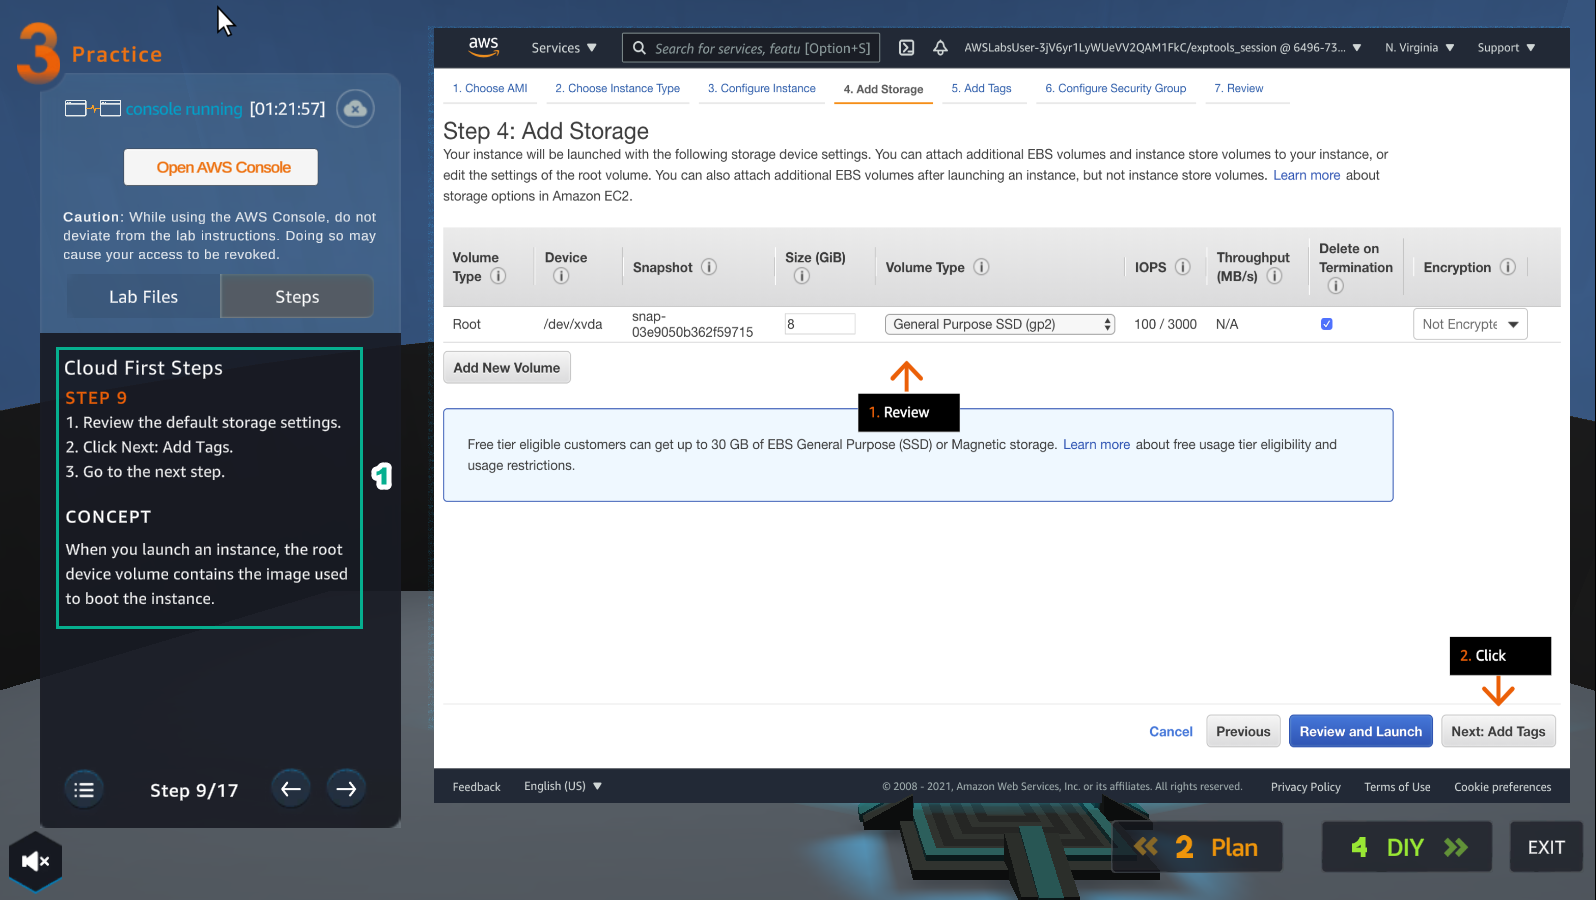 3 Practice
console running [01:21:57]
Open AWS Console
Caution: While using the AWS Console, do not
deviate from the lab instructions. Doing so may
cause your access to be revoked.
Lab Files
Steps
Cloud First Steps
STEP 9
1. Review the default storage settings.
2. Click Next: Add Tags.
3. Go to the next step.
CONCEPT
When you launch an instance, the root
device volume contains the image used
to boot the instance.
1
Step 9/17
aws
Services
Search for services, featu [Option+S]
AWSLabsUser-3jV6yr1LyWUeVV2QAM1FkC/exptools_session @ 6496-73...
N. Virginia
Support
1. Choose AMI
2. Choose Instance Type
3. Configure Instance
4. Add Storage
5. Add Tags
6. Configure Security Group
7. Review
Step 4: Add Storage
Your instance will be launched with the following storage device settings. You can attach additional EBS volumes and instance store volumes to your instance, or
edit the settings of the root volume. You can also attach additional EBS volumes after launching an instance, but not instance store volumes. Learn more about
storage options in Amazon EC2.
Volume
Type
Device
Snapshot
Size (GiB)
Volume Type
IOPS
Throughput
(MB/s)
Delete on
Termination
Encryption
Root
/dev/xvda
snap-
03e9050b362f59715
8
General Purpose SSD (gp2)
100 / 3000
N/A
Not Encrypte
Add New Volume
1. Review
Free tier eligible customers can get up to 30 GB of EBS General Purpose (SSD) or Magnetic storage. Learn more about free usage tier eligibility and
usage restrictions.
2. Click
Cancel
Previous
Review and Launch
Next: Add Tags
Feedback
English (US)
© 2008 - 2021, Amazon Web Services, Inc. or its affiliates. All rights reserved.
Privacy Policy
Terms of Use
Cookie preferences
2 Plan
4 DIY
EXIT